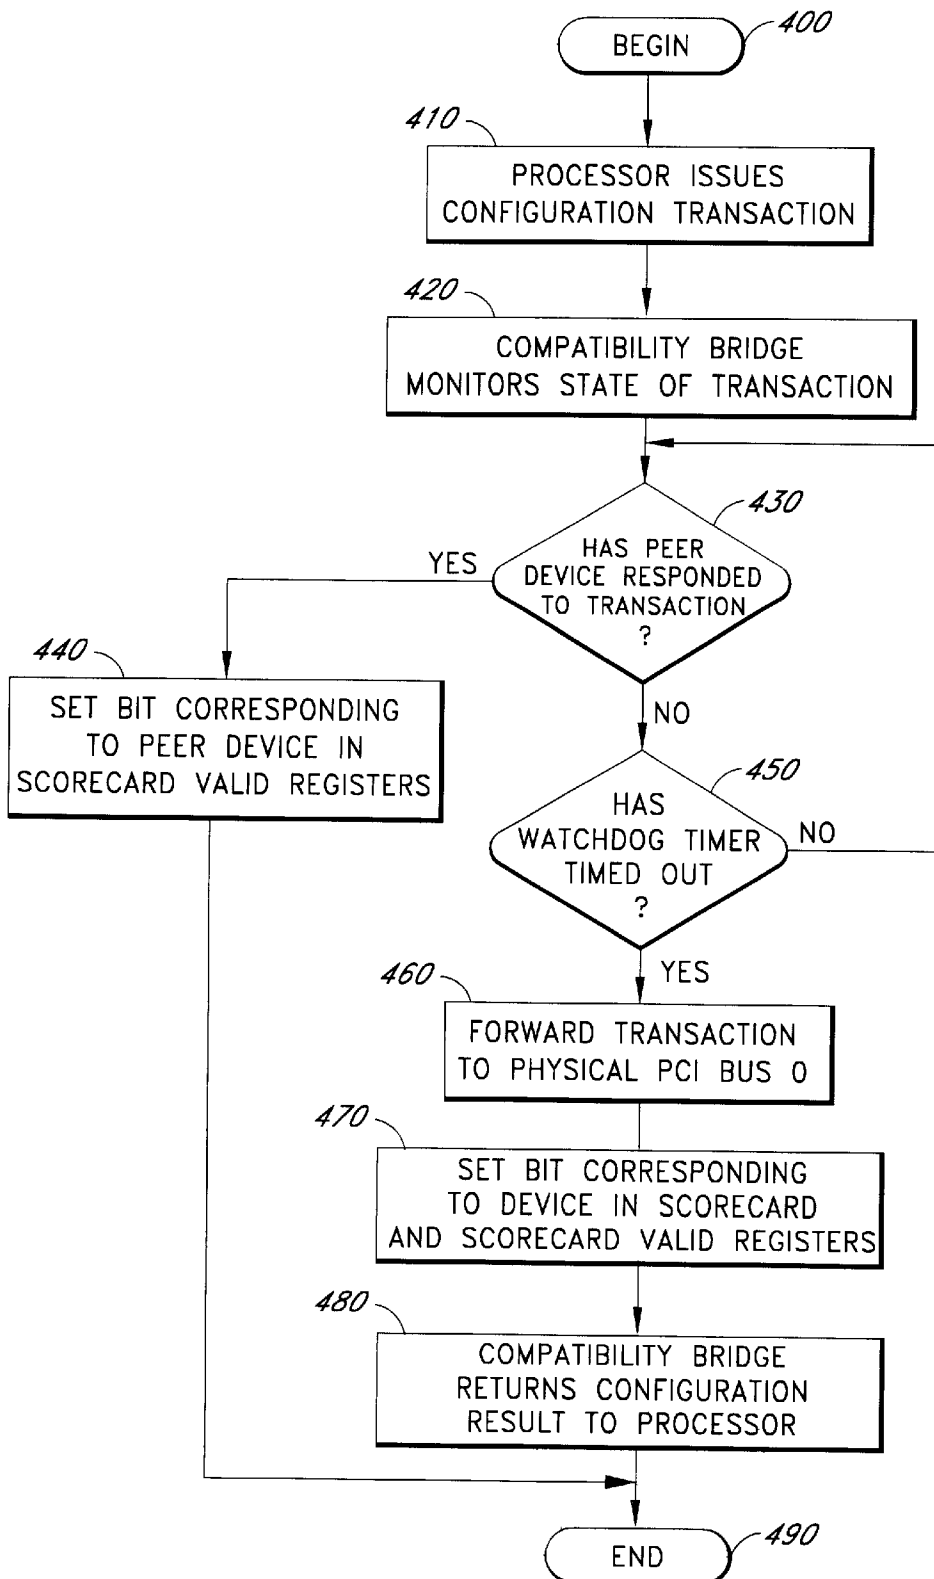 400
BEGIN
410
PROCESSOR ISSUES
CONFIGURATION TRANSACTION
420
COMPATIBILITY BRIDGE
MONITORS STATE OF TRANSACTION
430
HAS PEER
DEVICE RESPONDED
TO TRANSACTION
?
YES
NO
440
SET BIT CORRESPONDING
TO PEER DEVICE IN
SCORECARD VALID REGISTERS
450
HAS
WATCHDOG TIMER
TIMED OUT
?
NO
YES
460
FORWARD TRANSACTION
TO PHYSICAL PCI BUS 0
470
SET BIT CORRESPONDING
TO DEVICE IN SCORECARD
AND SCORECARD VALID REGISTERS
480
COMPATIBILITY BRIDGE
RETURNS CONFIGURATION
RESULT TO PROCESSOR
END
490